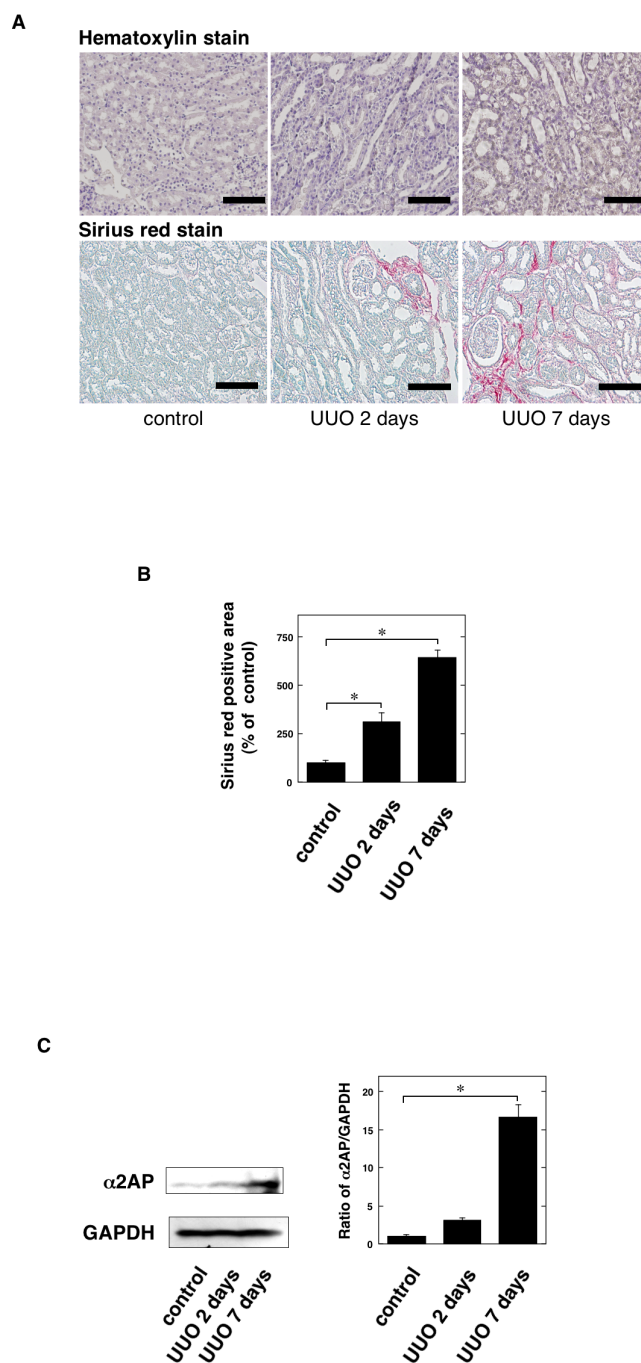 A
Hematoxylin stain
Sirius red stain
control UUO 2 days UUO 7 days
B
Sirius red positive area
(% of control)
750
500
250
0
*
*
control
UUO 2 days
UUO 7 days
C
α2AP
GAPDH
control
UUO 2 days
UUO 7 days
Ratio of α2AP/GAPDH
20
15
10
5
0
*
control
UUO 2 days
UUO 7 days